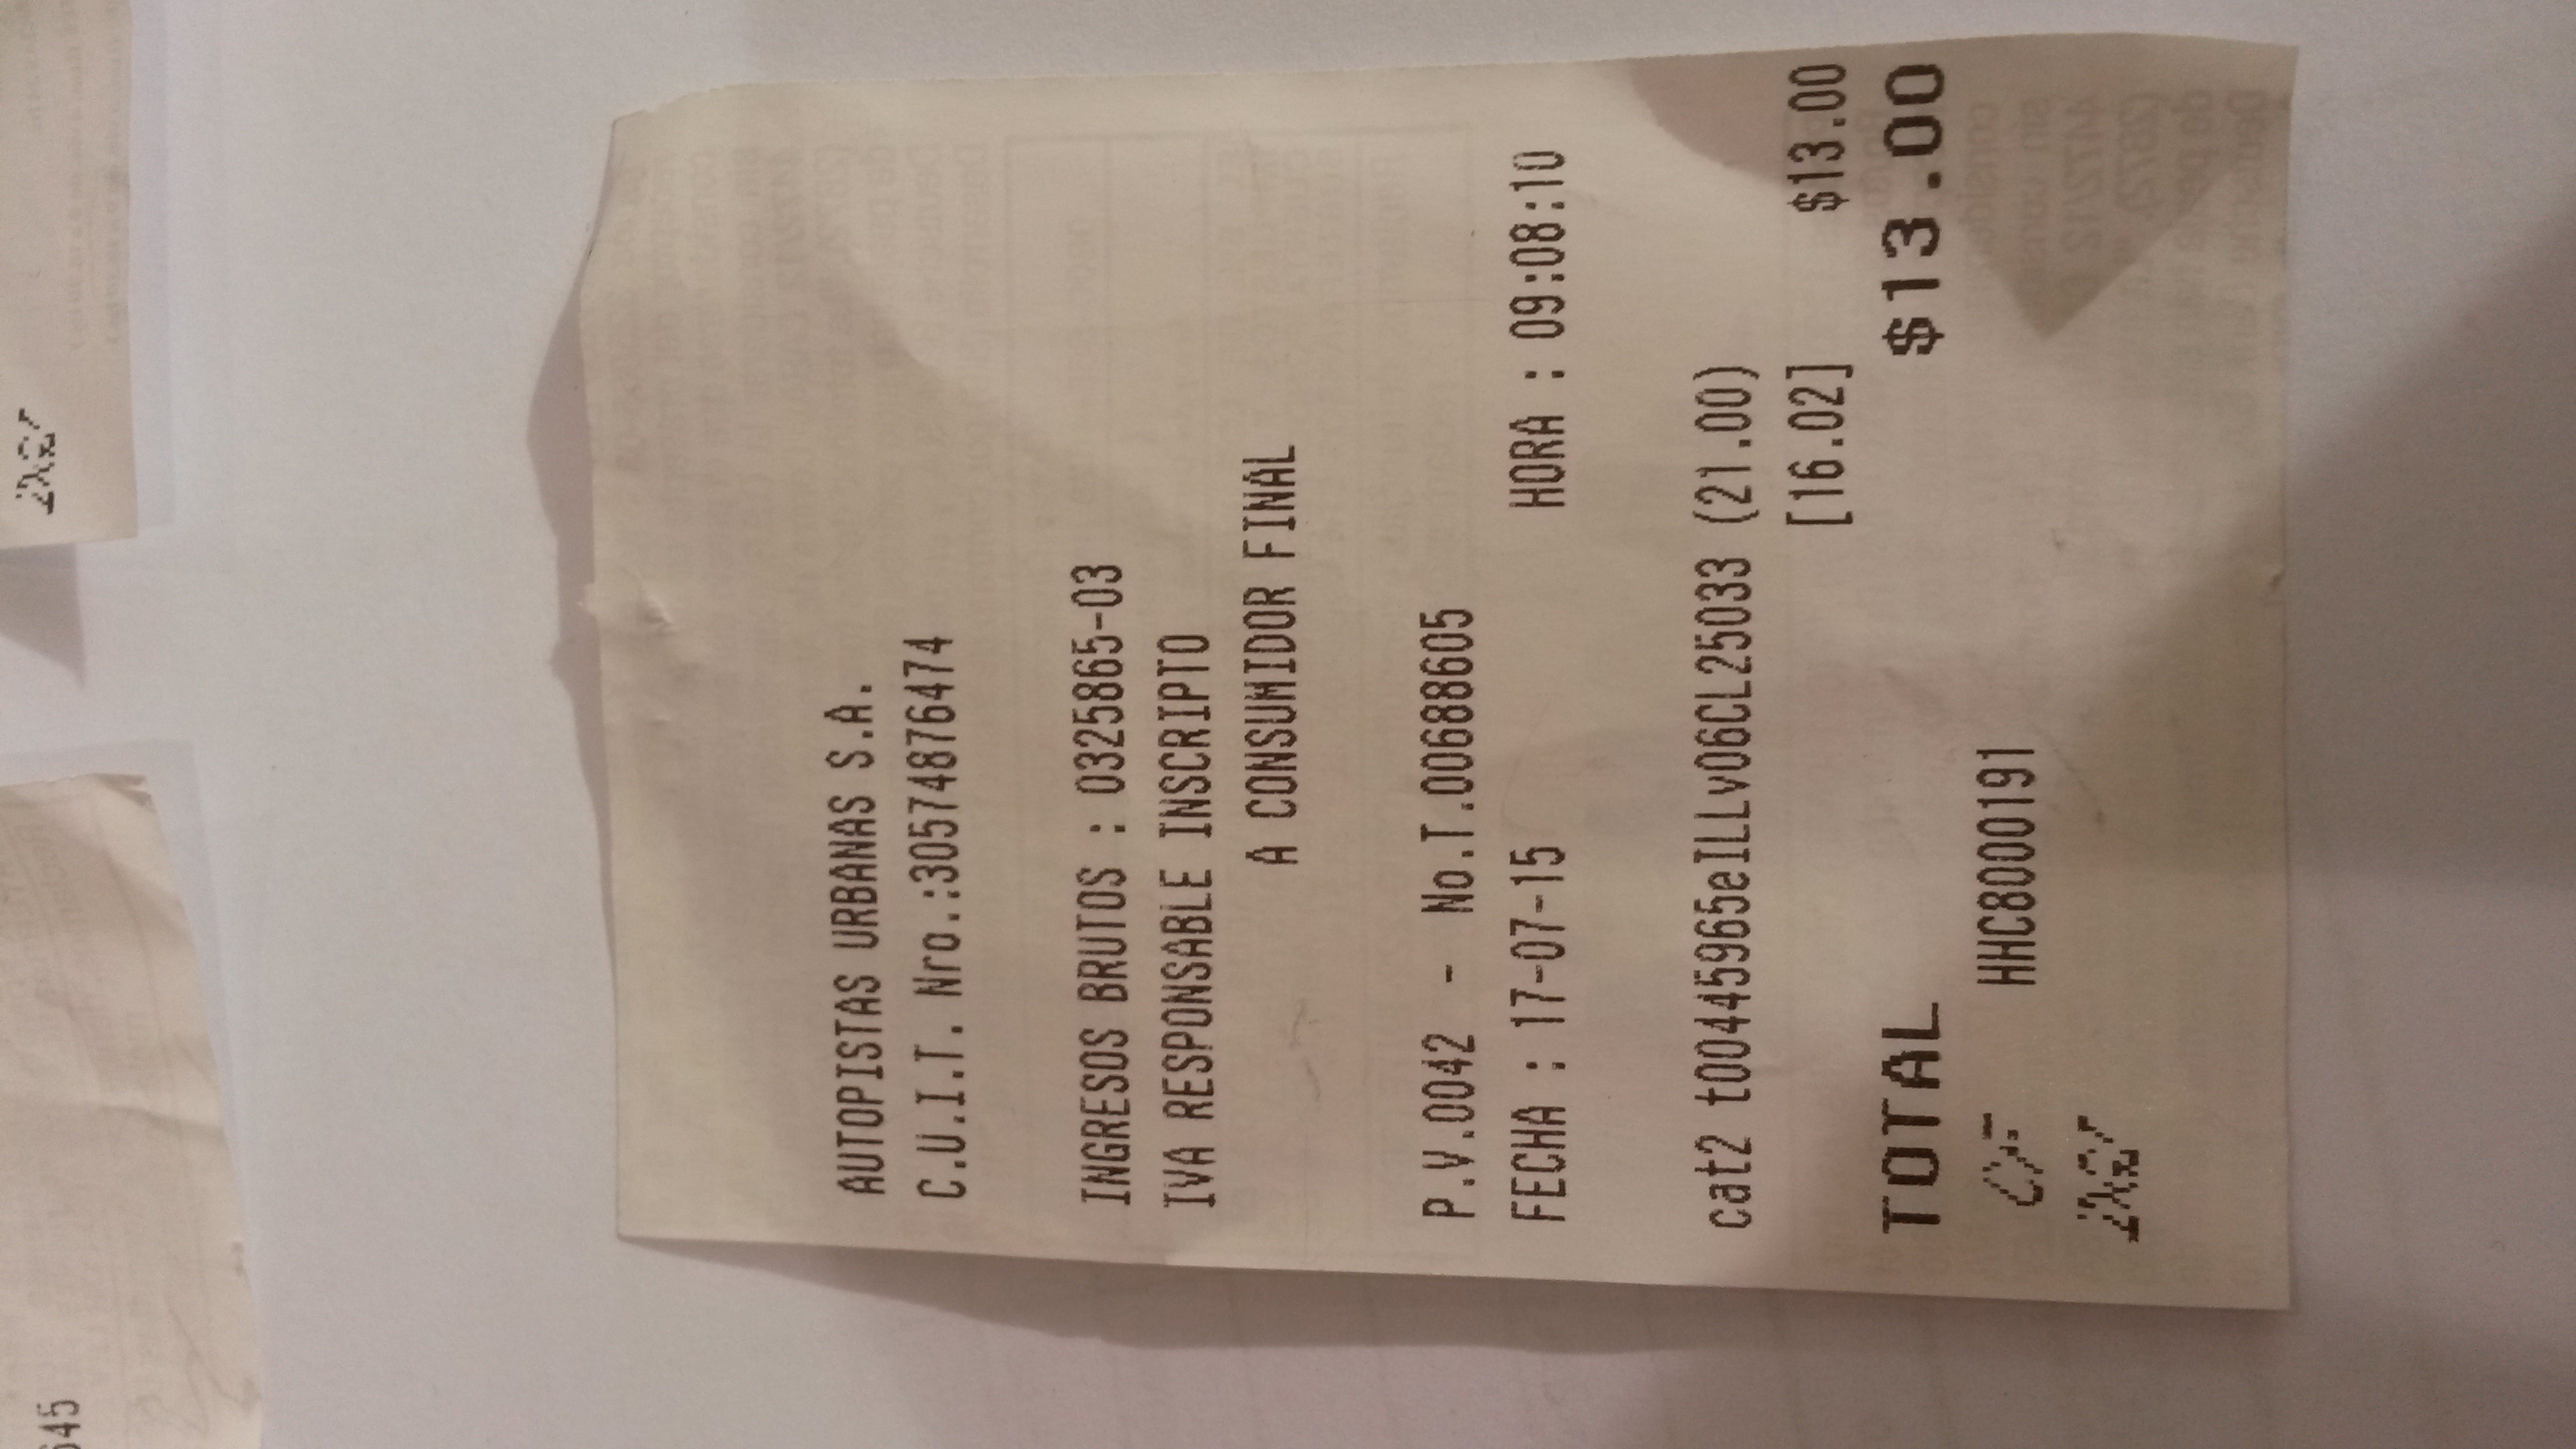 AUTOPISTAS URBANAS S.A.
C.U.I.T. Nro.:30574876474
INGRESOS BRUTOS : 0325865-03
IVA RESPONSABLE INSCRIPTO
A CONSUMIDOR FINAL
P.V.0042 - No.T.00688605
FECHA : 17-07-15 HORA : 09:08:10
cat2 t00445965eILLv06CL25033 (21.00)
[16.02] $13.00
TOTAL $13.00
CF HHC8000191
645